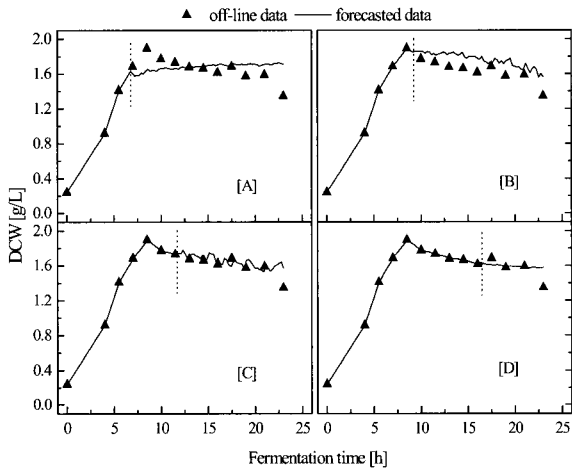 ▲ off-line data — forecasted data
DCW [g/L]
2.0
1.6
1.2
0.8
0.4
0.0
[A]
[B]
2.0
1.6
1.2
0.8
0.4
0.0
[C]
[D]
0 5 10 15 20 25 0 5 10 15 20 25
Fermentation time [h]